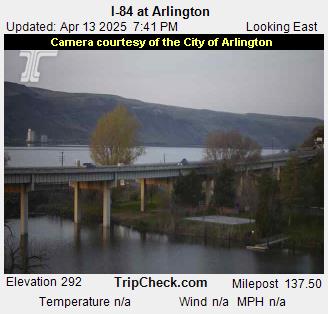 I-84 at Arlington
Updated: Apr 13 2025 7:41 PM Looking East
Camera courtesy of the City of Arlington
Elevation 292 TripCheck.com Milepost 137.50
Temperature n/a Wind n/a MPH n/a